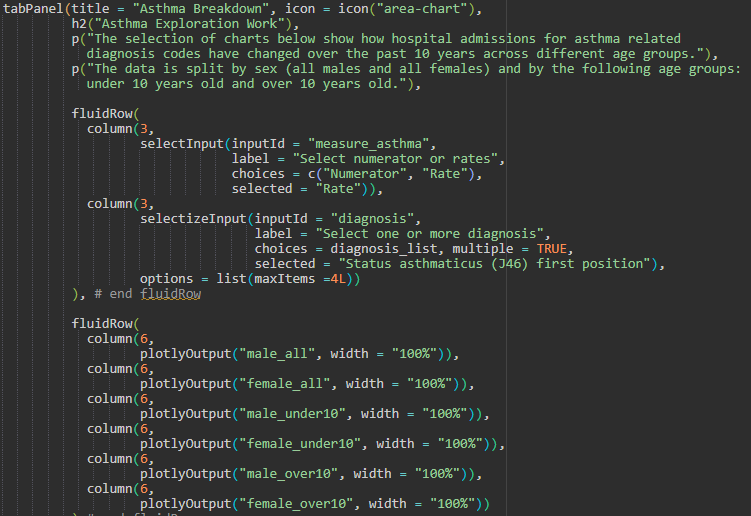 tabPanel(title = "Asthma Breakdown", icon = icon("area-chart"),
h2("Asthma Exploration Work"),
p("The selection of charts below show how hospital admissions for asthma related
diagnosis codes have changed over the past 10 years across different age groups."),
p("The data is split by sex (all males and all females) and by the following age groups:
under 10 years old and over 10 years old."),
fluidRow(
column(3,
selectInput(inputId = "measure_asthma",
label = "Select numerator or rates",
choices = c("Numerator", "Rate"),
selected = "Rate")),
column(3,
selectizeInput(inputId = "diagnosis",
label = "Select one or more diagnosis",
choices = diagnosis_list, multiple = TRUE,
selected = "Status asthmaticus (J46) first position"),
options = list(maxItems =4L))
), # end fluidRow
fluidRow(
column(6,
plotlyOutput("male_all", width = "100%")),
column(6,
plotlyOutput("female_all", width = "100%")),
column(6,
plotlyOutput("male_under10", width = "100%")),
column(6,
plotlyOutput("female_under10", width = "100%")),
column(6,
plotlyOutput("male_over10", width = "100%")),
column(6,
plotlyOutput("female_over10", width = "100%"))